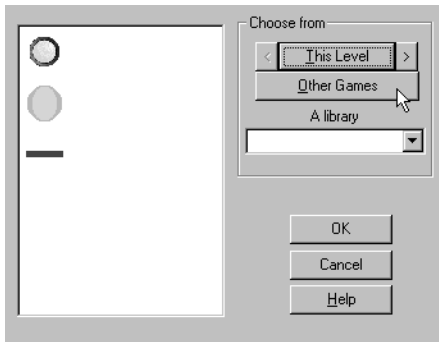 Choose from
< This Level >
Other Games
A library
OK
Cancel
Help